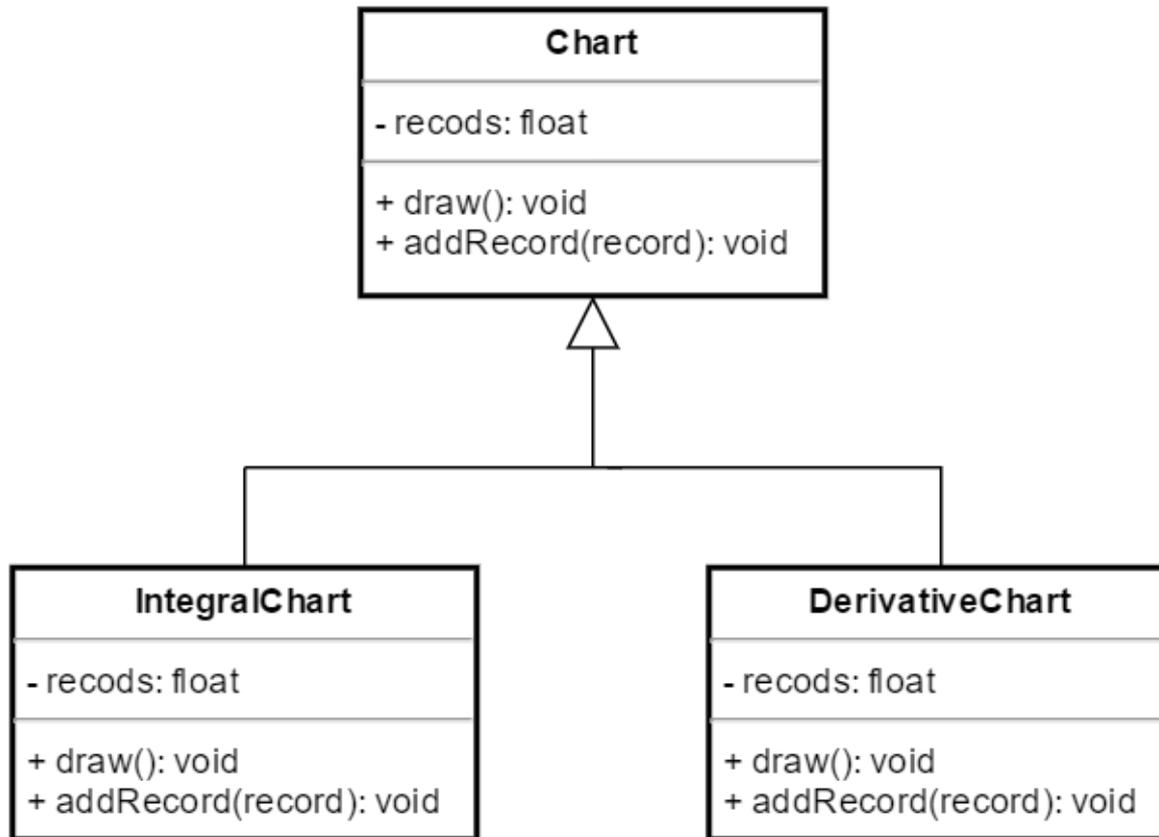 Chart
- recods: float
+ draw(): void
+ addRecord(record): void
IntegralChart
- recods: float
+ draw(): void
+ addRecord(record): void
DerivativeChart
- recods: float
+ draw(): void
+ addRecord(record): void